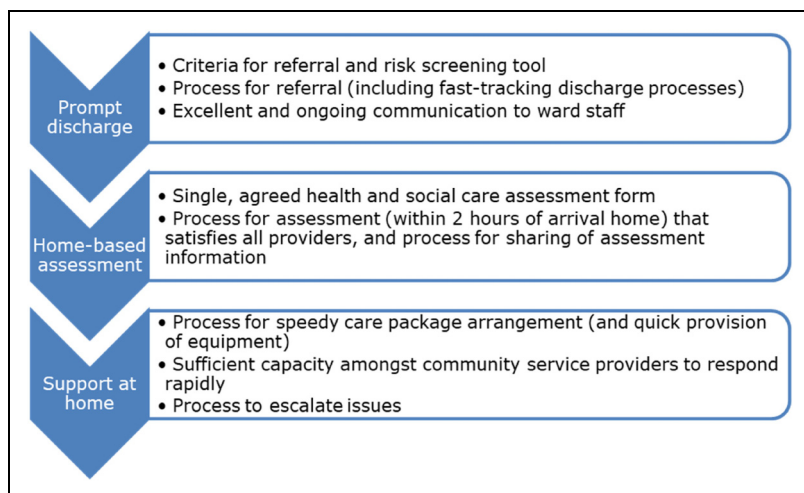 Prompt
discharge
• Criteria for referral and risk screening tool
• Process for referral (including fast-tracking discharge processes)
• Excellent and ongoing communication to ward staff
Home-based
assessment
• Single, agreed health and social care assessment form
• Process for assessment (within 2 hours of arrival home) that
satisfies all providers, and process for sharing of assessment
information
Support at
home
• Process for speedy care package arrangement (and quick provision
of equipment)
• Sufficient capacity amongst community service providers to respond
rapidly
• Process to escalate issues